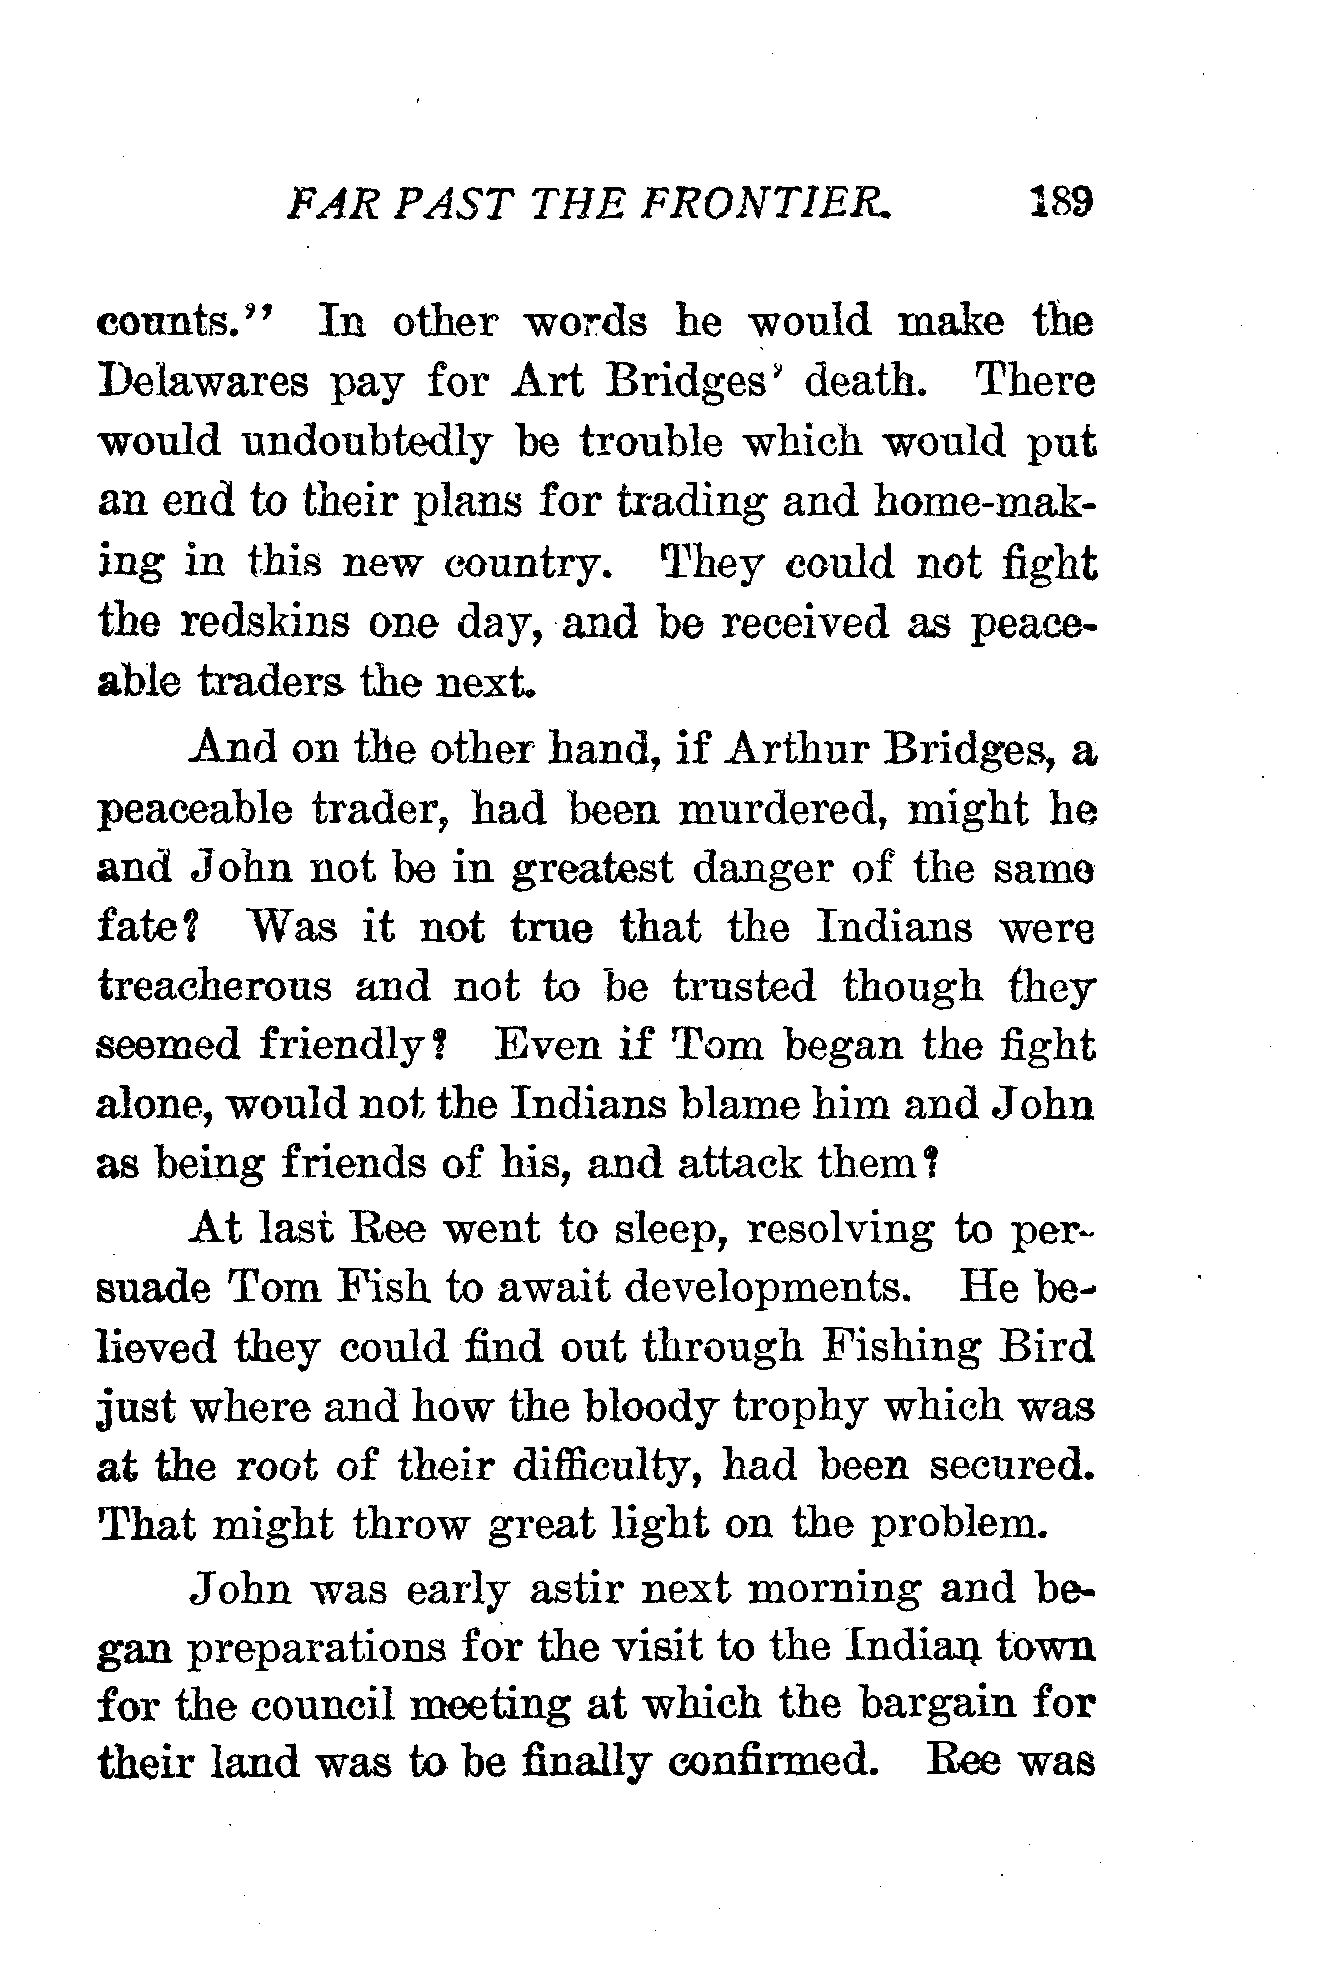 FAR PAST THE FRONTIER. 189
counts." In other words he would make the
Delawares pay for Art Bridges' death. There
would undoubtedly be trouble which would put
an end to their plans for trading and home-mak-
ing in this new country. They could not fight
the redskins one day, and be received as peace-
able traders the next.
And on the other hand, if Arthur Bridges, a
peaceable trader, had been murdered, might he
and John not be in greatest danger of the same
fate? Was it not true that the Indians were
treacherous and not to be trusted though they
seemed friendly? Even if Tom began the fight
alone, would not the Indians blame him and John
as being friends of his, and attack them?
At last Ree went to sleep, resolving to per-
suade Tom Fish to await developments. He be-
lieved they could find out through Fishing Bird
just where and how the bloody trophy which was
at the root of their difficulty, had been secured.
That might throw great light on the problem.
John was early astir next morning and be-
gan preparations for the visit to the Indian town
for the council meeting at which the bargain for
their land was to be finally confirmed. Ree was